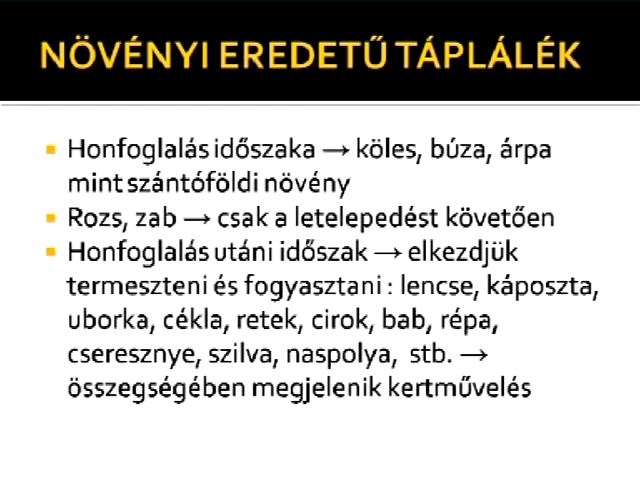 NÖVÉNYI EREDETŰ TÁPLÁLÉK
Honfoglalás időszaka → köles, búza, árpa
mint szántóföldi növény
Rozs, zab → csak a letelepedést követően
Honfoglalás utáni időszak → elkezdjük
termeszteni és fogyasztani : lencse, káposzta,
uborka, cékla, retek, cirok, bab, répa,
cseresznye, szilva, naspolya, stb. →
összegségében megjelenik kertművelés